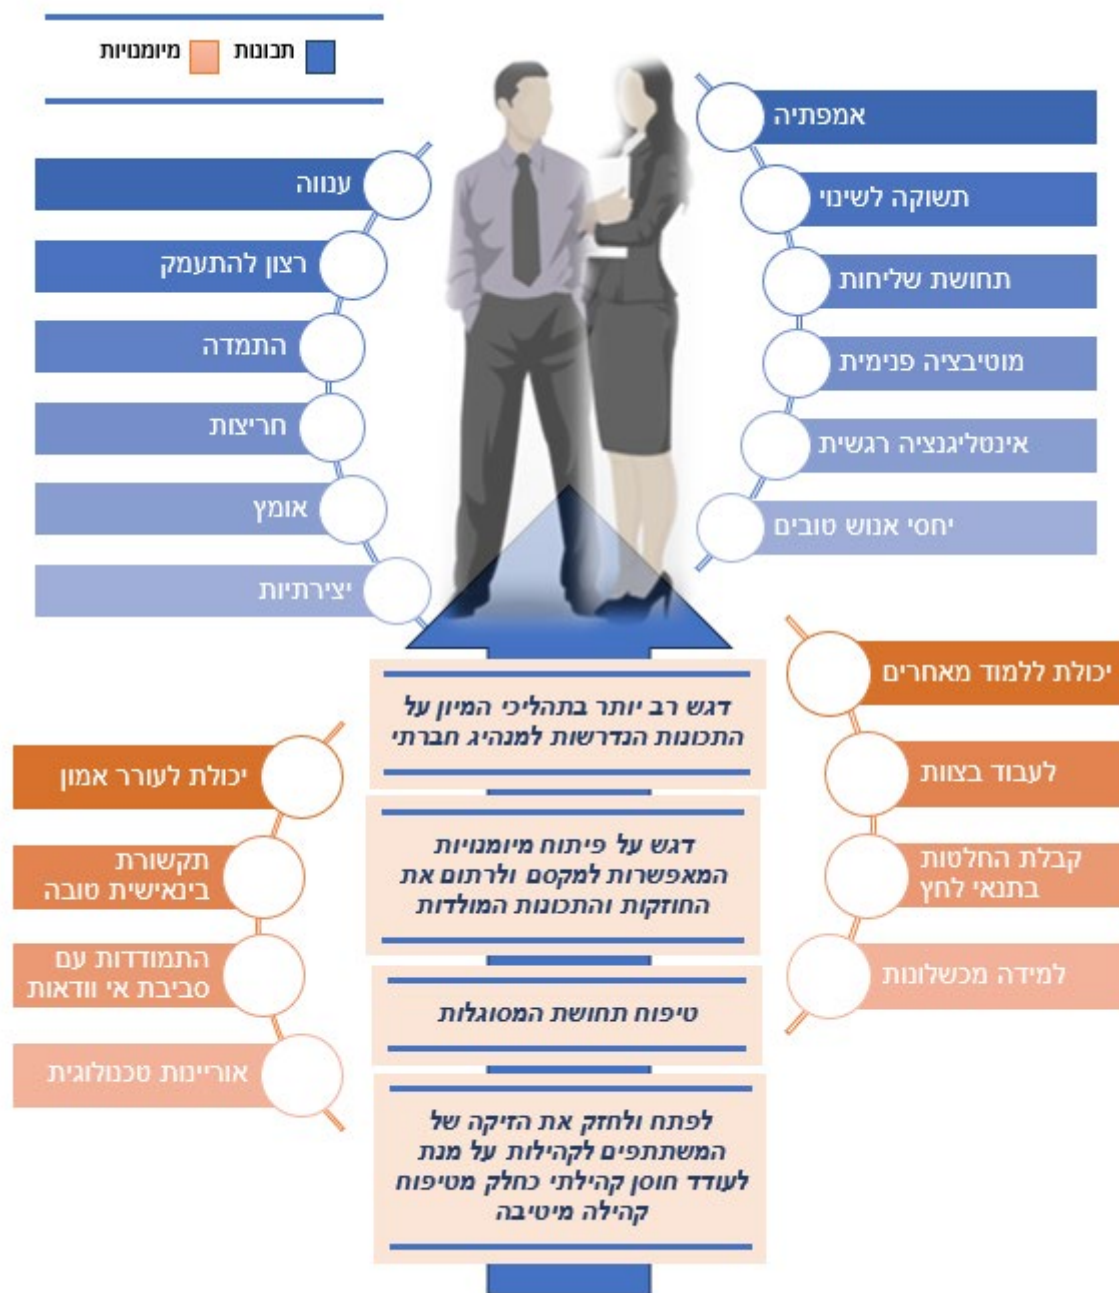 תכונות
מיומנויות
אמפתיה
תשוקה לשינוי
תחושת שליחות
מוטיבציה פנימית
אינטליגנציה רגשית
יחסי אנוש טובים
ענווה
רצון להתעמק
התמדה
חריצות
אומץ
יצירתיות
יכולת ללמוד מאחרים
לעבוד בצוות
קבלת החלטות
בתנאי לחץ
למידה מכשלונות
דגש רב יותר בתהליכי המיון על
התכונות הנדרשות למנהיג חברתי
דגש על פיתוח מיומנויות
המאפשרות למקסם ולרתום את
החוזקות והתכונות המולדות
טיפוח תחושת המסוגלות
לפתח ולחזק את הזיקה של
המשתתפים לקהילות על מנת
לעודד חוסן קהילתי כחלק מטיפוח
קהילה מיטיבה
יכולת לעורר אמון
תקשורת
בינאישית טובה
התמודדות עם
סביבת אי וודאות
אוריינות טכנולוגית